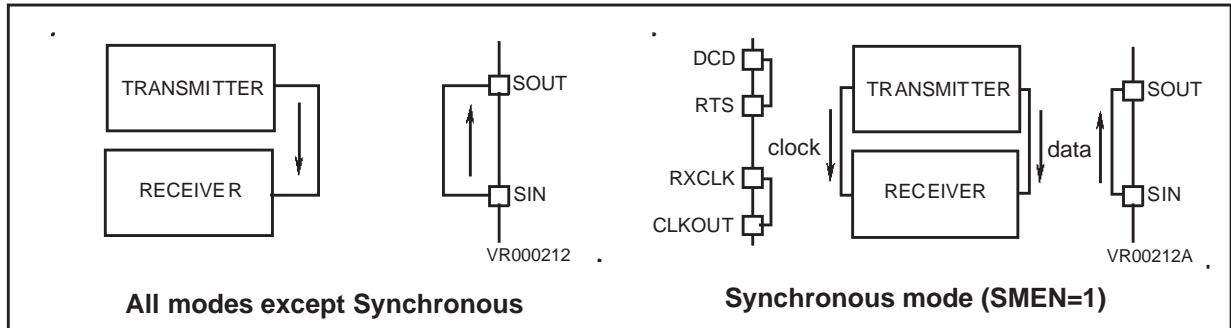 TRANSMITTER
RECEIVER
SOUT
SIN
VR000212
All modes except Synchronous
DCD
RTS
RXCLK
CLKOUT
clock
TRANSMITTER
RECEIVER
data
SOUT
SIN
VR00212A
Synchronous mode (SMEN=1)